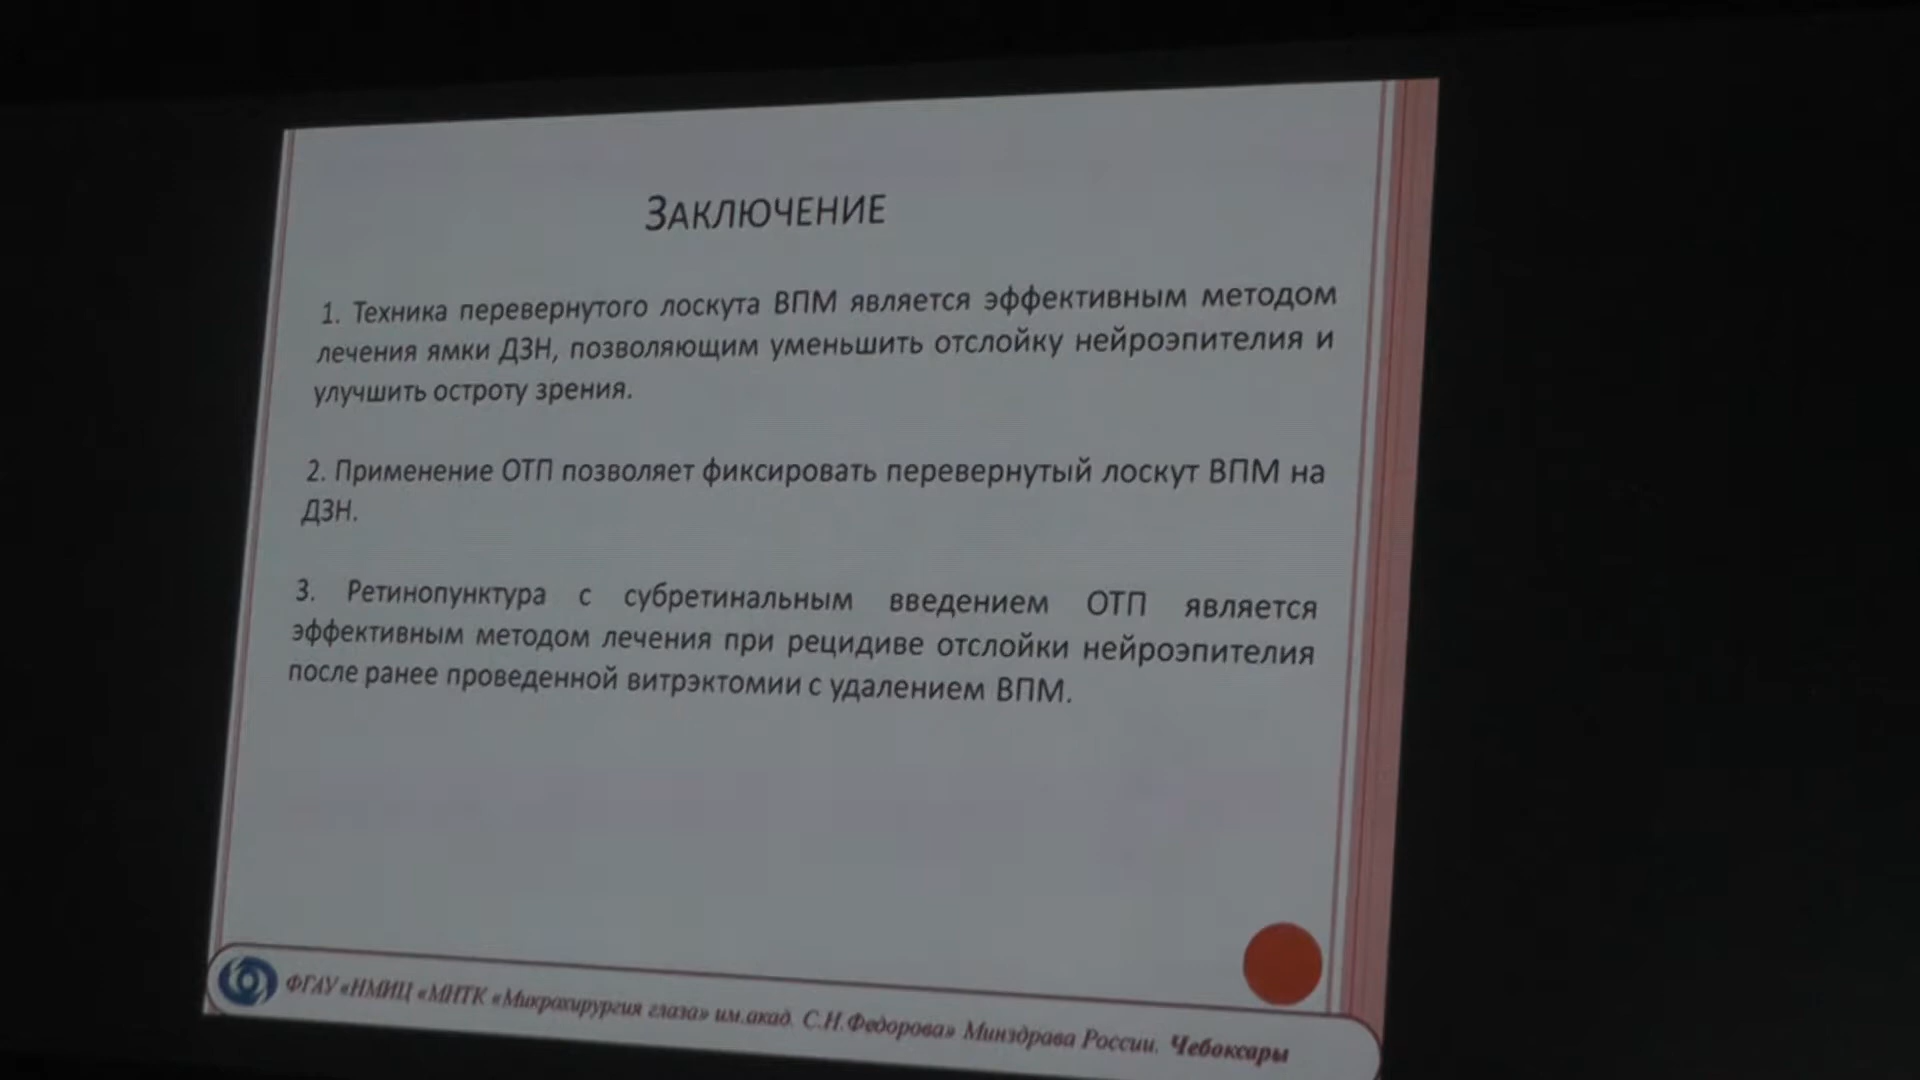 ЗАКЛЮЧЕНИЕ
1. Техника перевернутого лоскута ВПМ является эффективным методом
лечения ямки ДЗН, позволяющим уменьшить отслойку нейроэпителия и
улучшить остроту зрения.
2. Применение ОТП позволяет фиксировать перевернутый лоскут ВПМ на
ДЗН.
3. Ретинопунктура с субретинальным введением ОТП является
эффективным методом лечения при рецидиве отслойки нейроэпителия
после ранее проведенной витрэктомии с удалением ВПМ.
ФГАУ «НМИЦ «МНТК «Микрохирургия глаза» им.акад. С.Н.Федорова» Минздрава России. Чебоксары